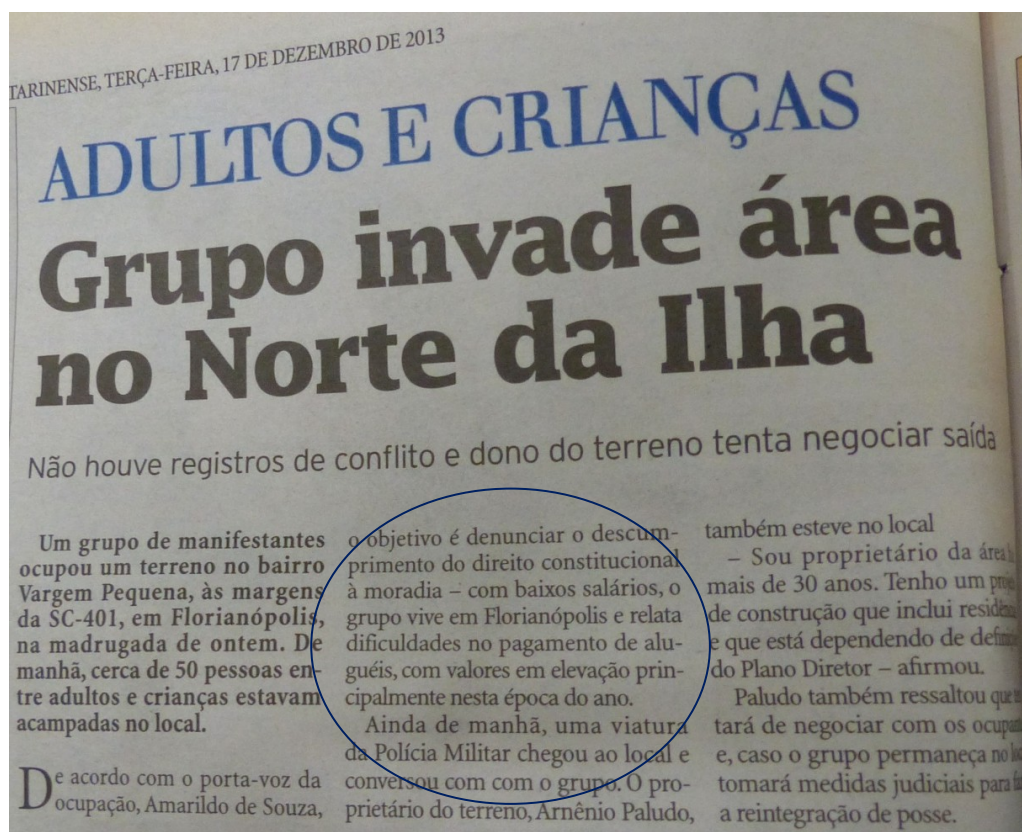 TARINENSE, TERÇA-FEIRA, 17 DE DEZEMBRO DE 2013
ADULTOS E CRIANÇAS
Grupo invade área
no Norte da Ilha
Não houve registros de conflito e dono do terreno tenta negociar saída
Um grupo de manifestantes
ocupou um terreno no bairro
Vargem Pequena, às margens
da SC-401, em Florianópolis,
na madrugada de ontem. De
manhã, cerca de 50 pessoas en-
tre adultos e crianças estavam
acampadas no local.
De acordo com o porta-voz da
ocupação, Amarildo de Souza,
o objetivo é denunciar o descum-
primento do direito constitucional
à moradia – com baixos salários, o
grupo vive em Florianópolis e relata
dificuldades no pagamento de alu-
guéis, com valores em elevação prin-
cipalmente nesta época do ano.
Ainda de manhã, uma viatura
da Polícia Militar chegou ao local e
conversou com com o grupo. O pro-
prietário do terreno, Arnênio Paludo,
também esteve no local
– Sou proprietário da área
mais de 30 anos. Tenho um
de construção que inclui
e que está dependendo de
do Plano Diretor – afirmou.
Paludo também ressaltou que
tará de negociar com os
e, caso o grupo permaneça no
tomará medidas judiciais para
a reintegração de posse.